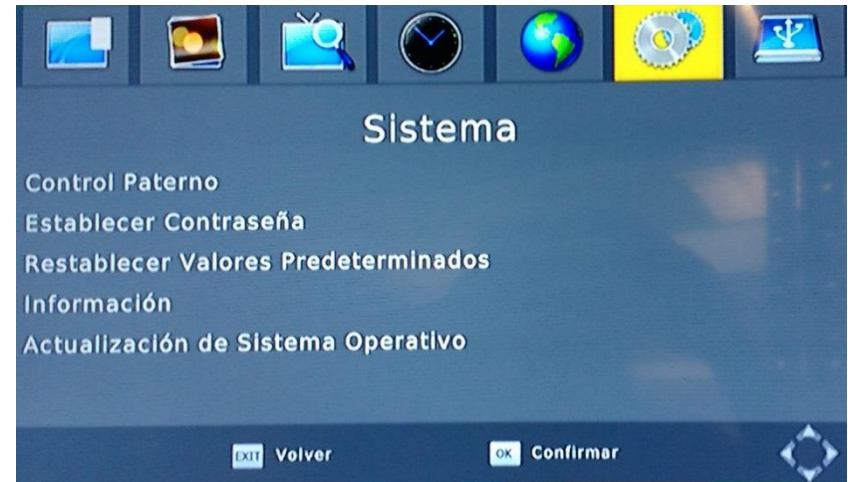 Sistema
Control Paterno
Establecer Contraseña
Restablecer Valores Predeterminados
Información
Actualización de Sistema Operativo
EXIT Volver
OK Confirmar